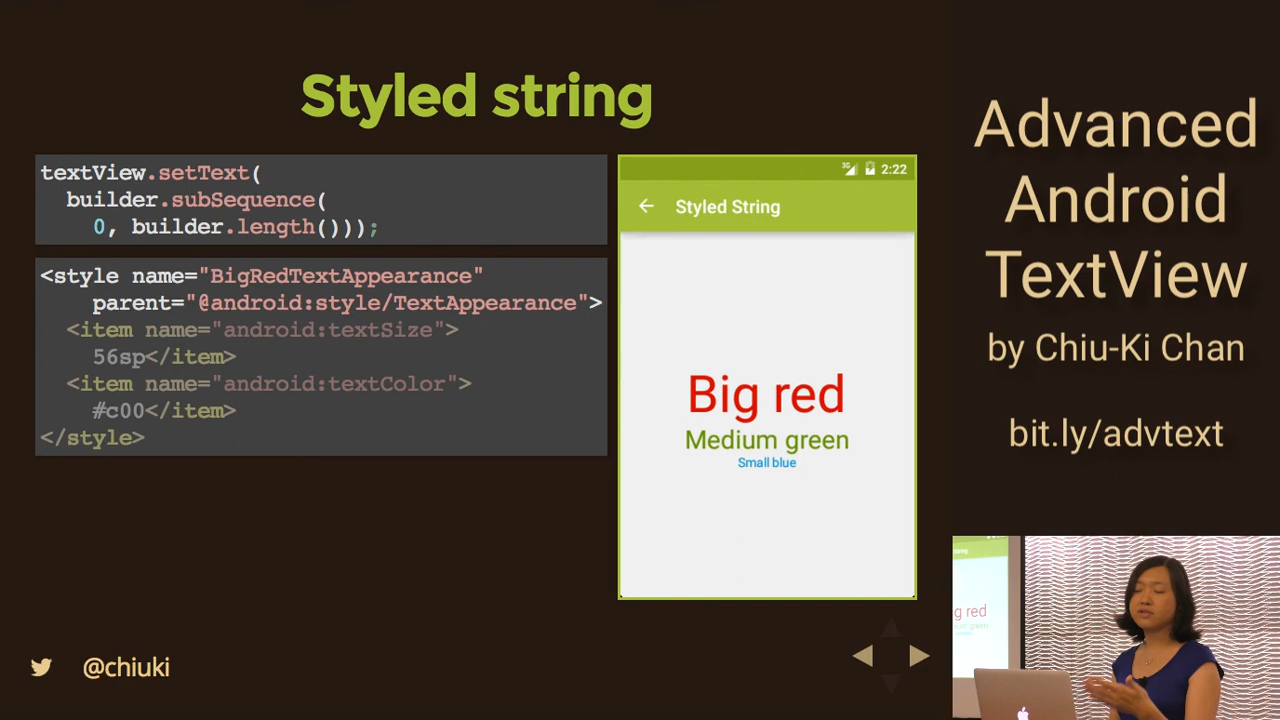 Styled string
textView.setText(
builder.subSequence(
0, builder.length()));
<style name="BigRedTextAppearance"
parent="@android:style/TextAppearance">
<item name="android:textSize">
56sp</item>
<item name="android:textColor">
#c00</item>
</style>
3G 2:22
Styled String
Big red
Medium green
Small blue
@chiuki
Advanced
Android
TextView
by Chiu-Ki Chan
bit.ly/advtext
g red